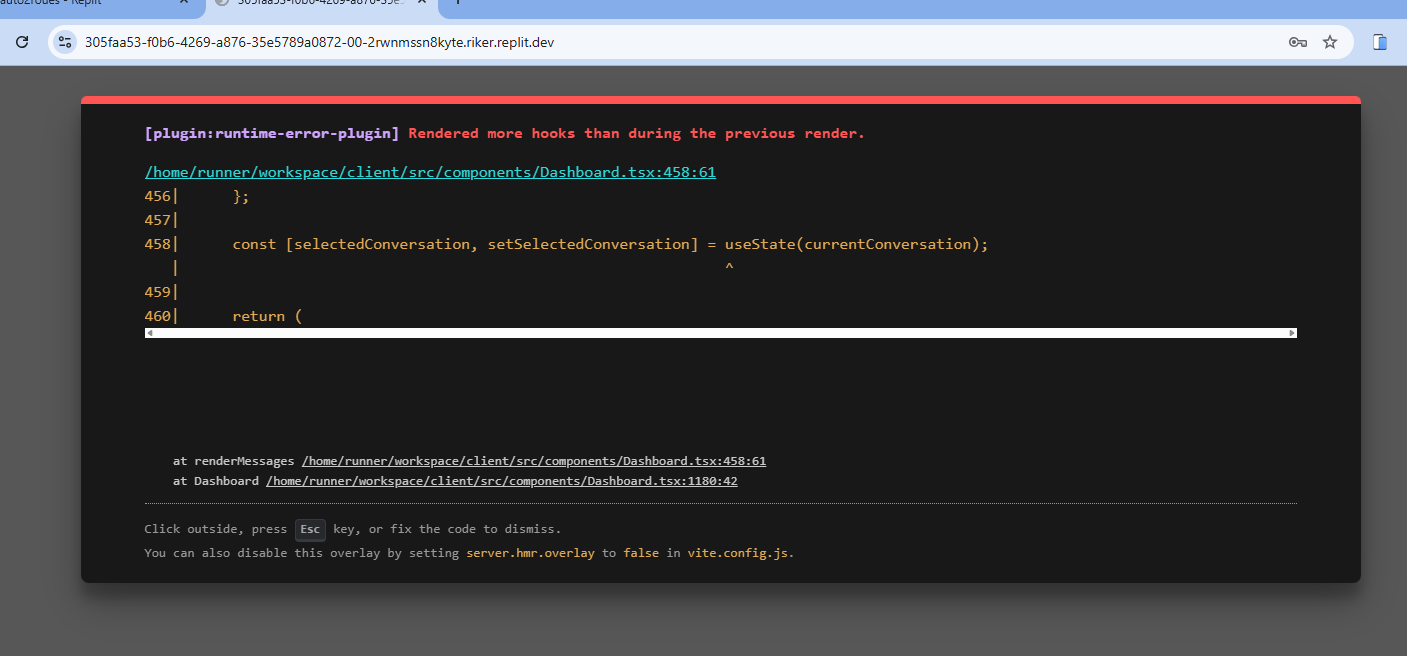 auto2roues - Replit
305faa53-f0b6-4269-a876-35e5
305faa53-f0b6-4269-a876-35e5789a0872-00-2rwnmssn8kyte.riker.replit.dev
[plugin:runtime-error-plugin] Rendered more hooks than during the previous render.
/home/runner/workspace/client/src/components/Dashboard.tsx:458:61
456| };
457|
458| const [selectedConversation, setSelectedConversation] = useState(currentConversation);
| ^
459|
460| return (
at renderMessages /home/runner/workspace/client/src/components/Dashboard.tsx:458:61
at Dashboard /home/runner/workspace/client/src/components/Dashboard.tsx:1180:42
Click outside, press Esc key, or fix the code to dismiss.
You can also disable this overlay by setting server.hmr.overlay to false in vite.config.js.